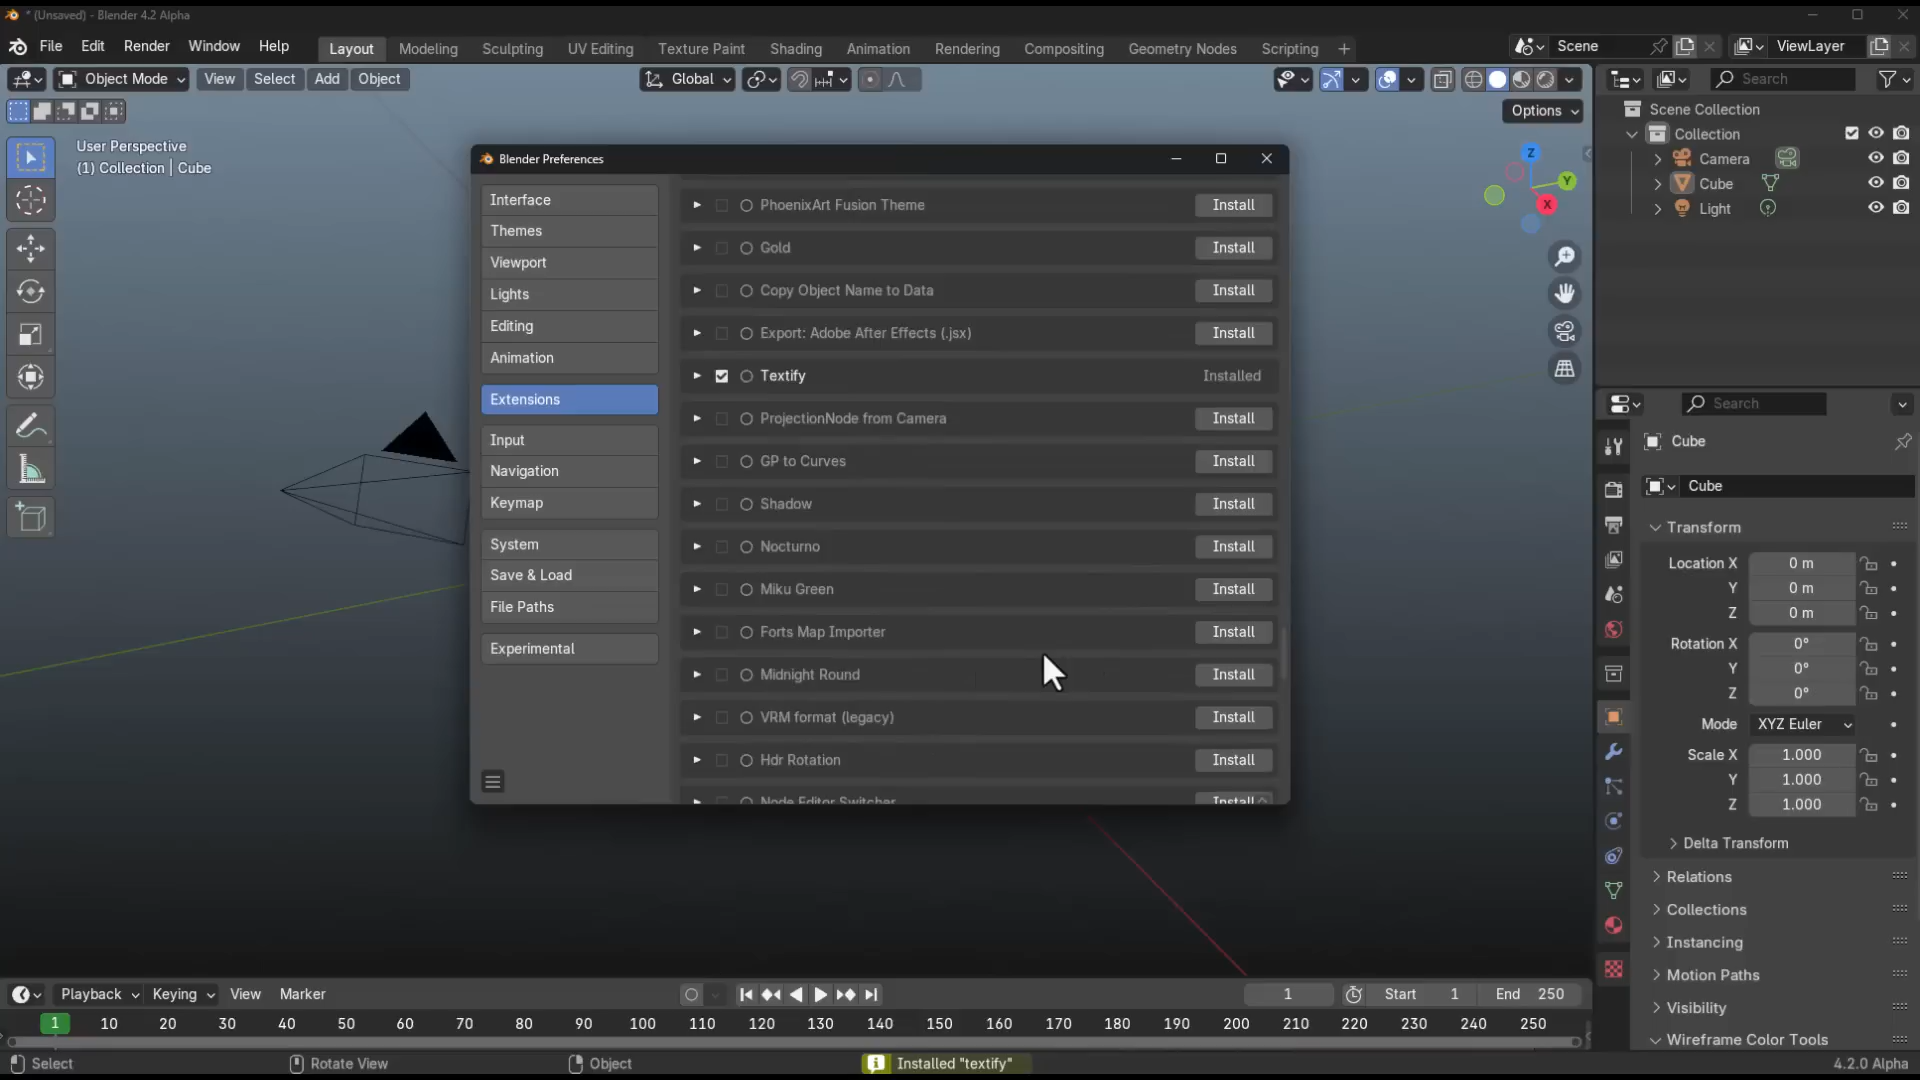 * (Unsaved) - Blender 4.2 Alpha
File Edit Render Window Help Layout Modeling Sculpting UV Editing Texture Paint Shading Animation Rendering Compositing Geometry Nodes Scripting + Scene ViewLayer
Object Mode View Select Add Object Global Search
Options
User Perspective
(1) Collection | Cube
Scene Collection
Collection
Camera
Cube
Light
Z
Y
X
Blender Preferences
Interface
Themes
Viewport
Lights
Editing
Animation
Extensions
Input
Navigation
Keymap
System
Save & Load
File Paths
Experimental
PhoenixArt Fusion Theme Install
Gold Install
Copy Object Name to Data Install
Export: Adobe After Effects (.jsx) Install
Textify Installed
ProjectionNode from Camera Install
GP to Curves Install
Shadow Install
Nocturno Install
Miku Green Install
Forts Map Importer Install
Midnight Round Install
VRM format (legacy) Install
Hdr Rotation Install
Node Editor Switcher Install
Search
Cube
Cube
Transform
Location X 0 m
Y 0 m
Z 0 m
Rotation X 0°
Y 0°
Z 0°
Mode XYZ Euler
Scale X 1.000
Y 1.000
Z 1.000
Delta Transform
Relations
Collections
Instancing
Motion Paths
Visibility
Wireframe Color Tools
Playback Keying View Marker 1 Start 1 End 250
1 10 20 30 40 50 60 70 80 90 100 110 120 130 140 150 160 170 180 190 200 210 220 230 240 250
Select Rotate View Object Installed "textify" 4.2.0 Alpha